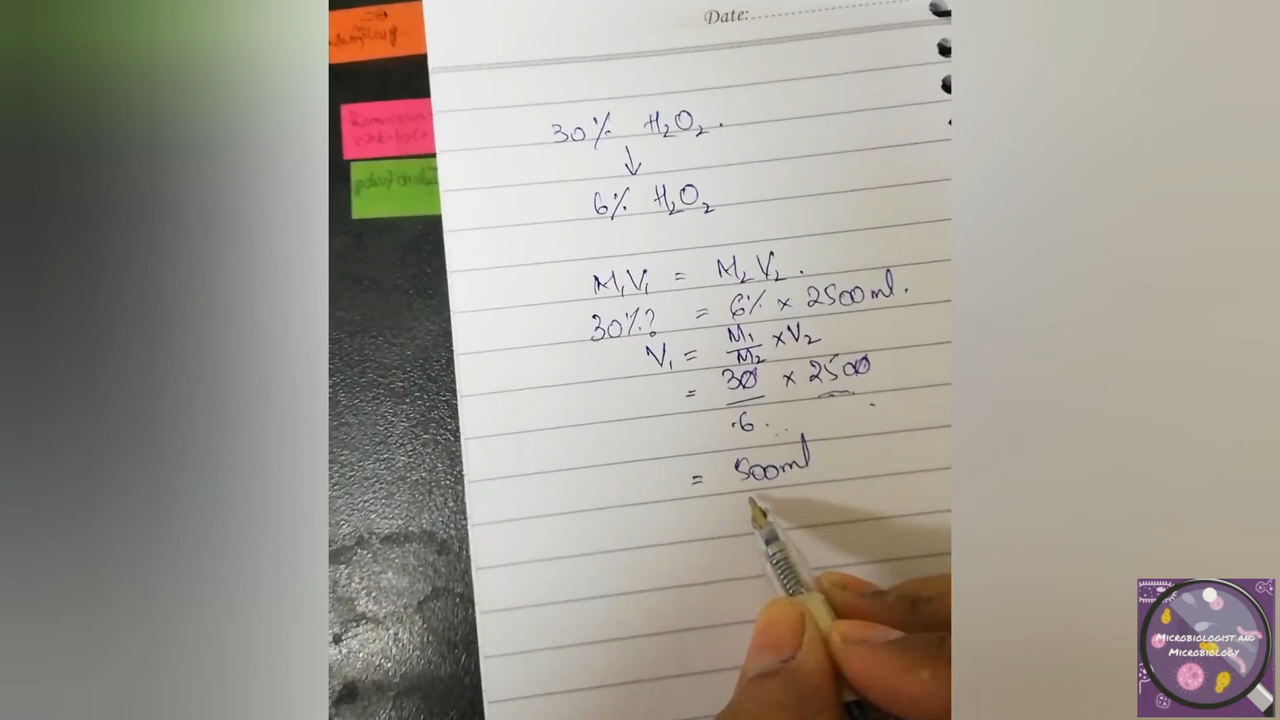 Date:
30% H₂O₂.
↓
6% H₂O₂
M₁V₁ = M₂V₂.
30%? = 6% × 2500ml.
V₁ = M₁/M₂ × V₂
= 30/6 × 2500
= 500ml
MICROBIOLOGIST AND
MICROBIOLOGY